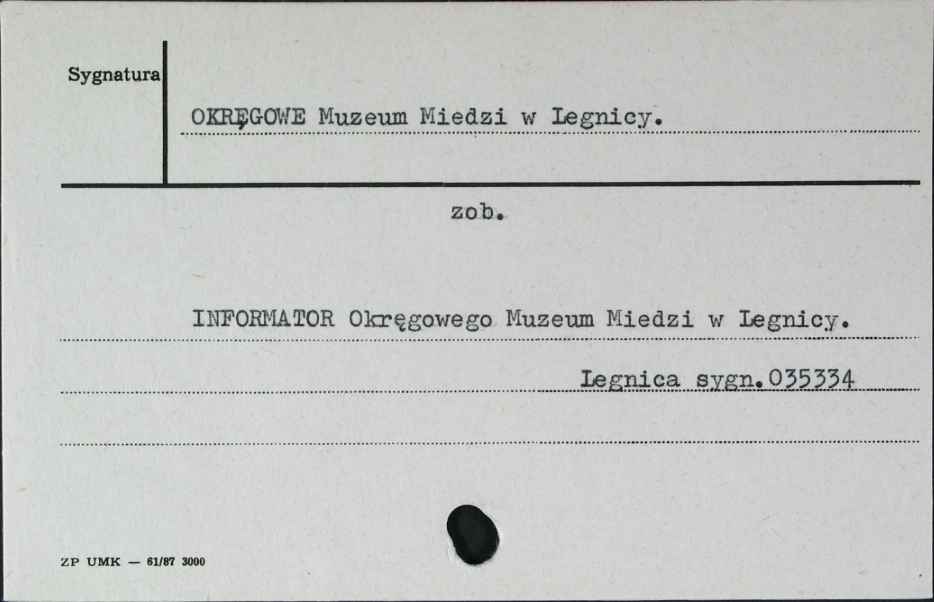 Sygnatura
OKRĘGOWE Muzeum Miedzi w Legnicy.
zob.
INFORMATOR Okręgowego Muzeum Miedzi w Legnicy.
Legnica sygn.035334
ZP UMK — 61/87 3000